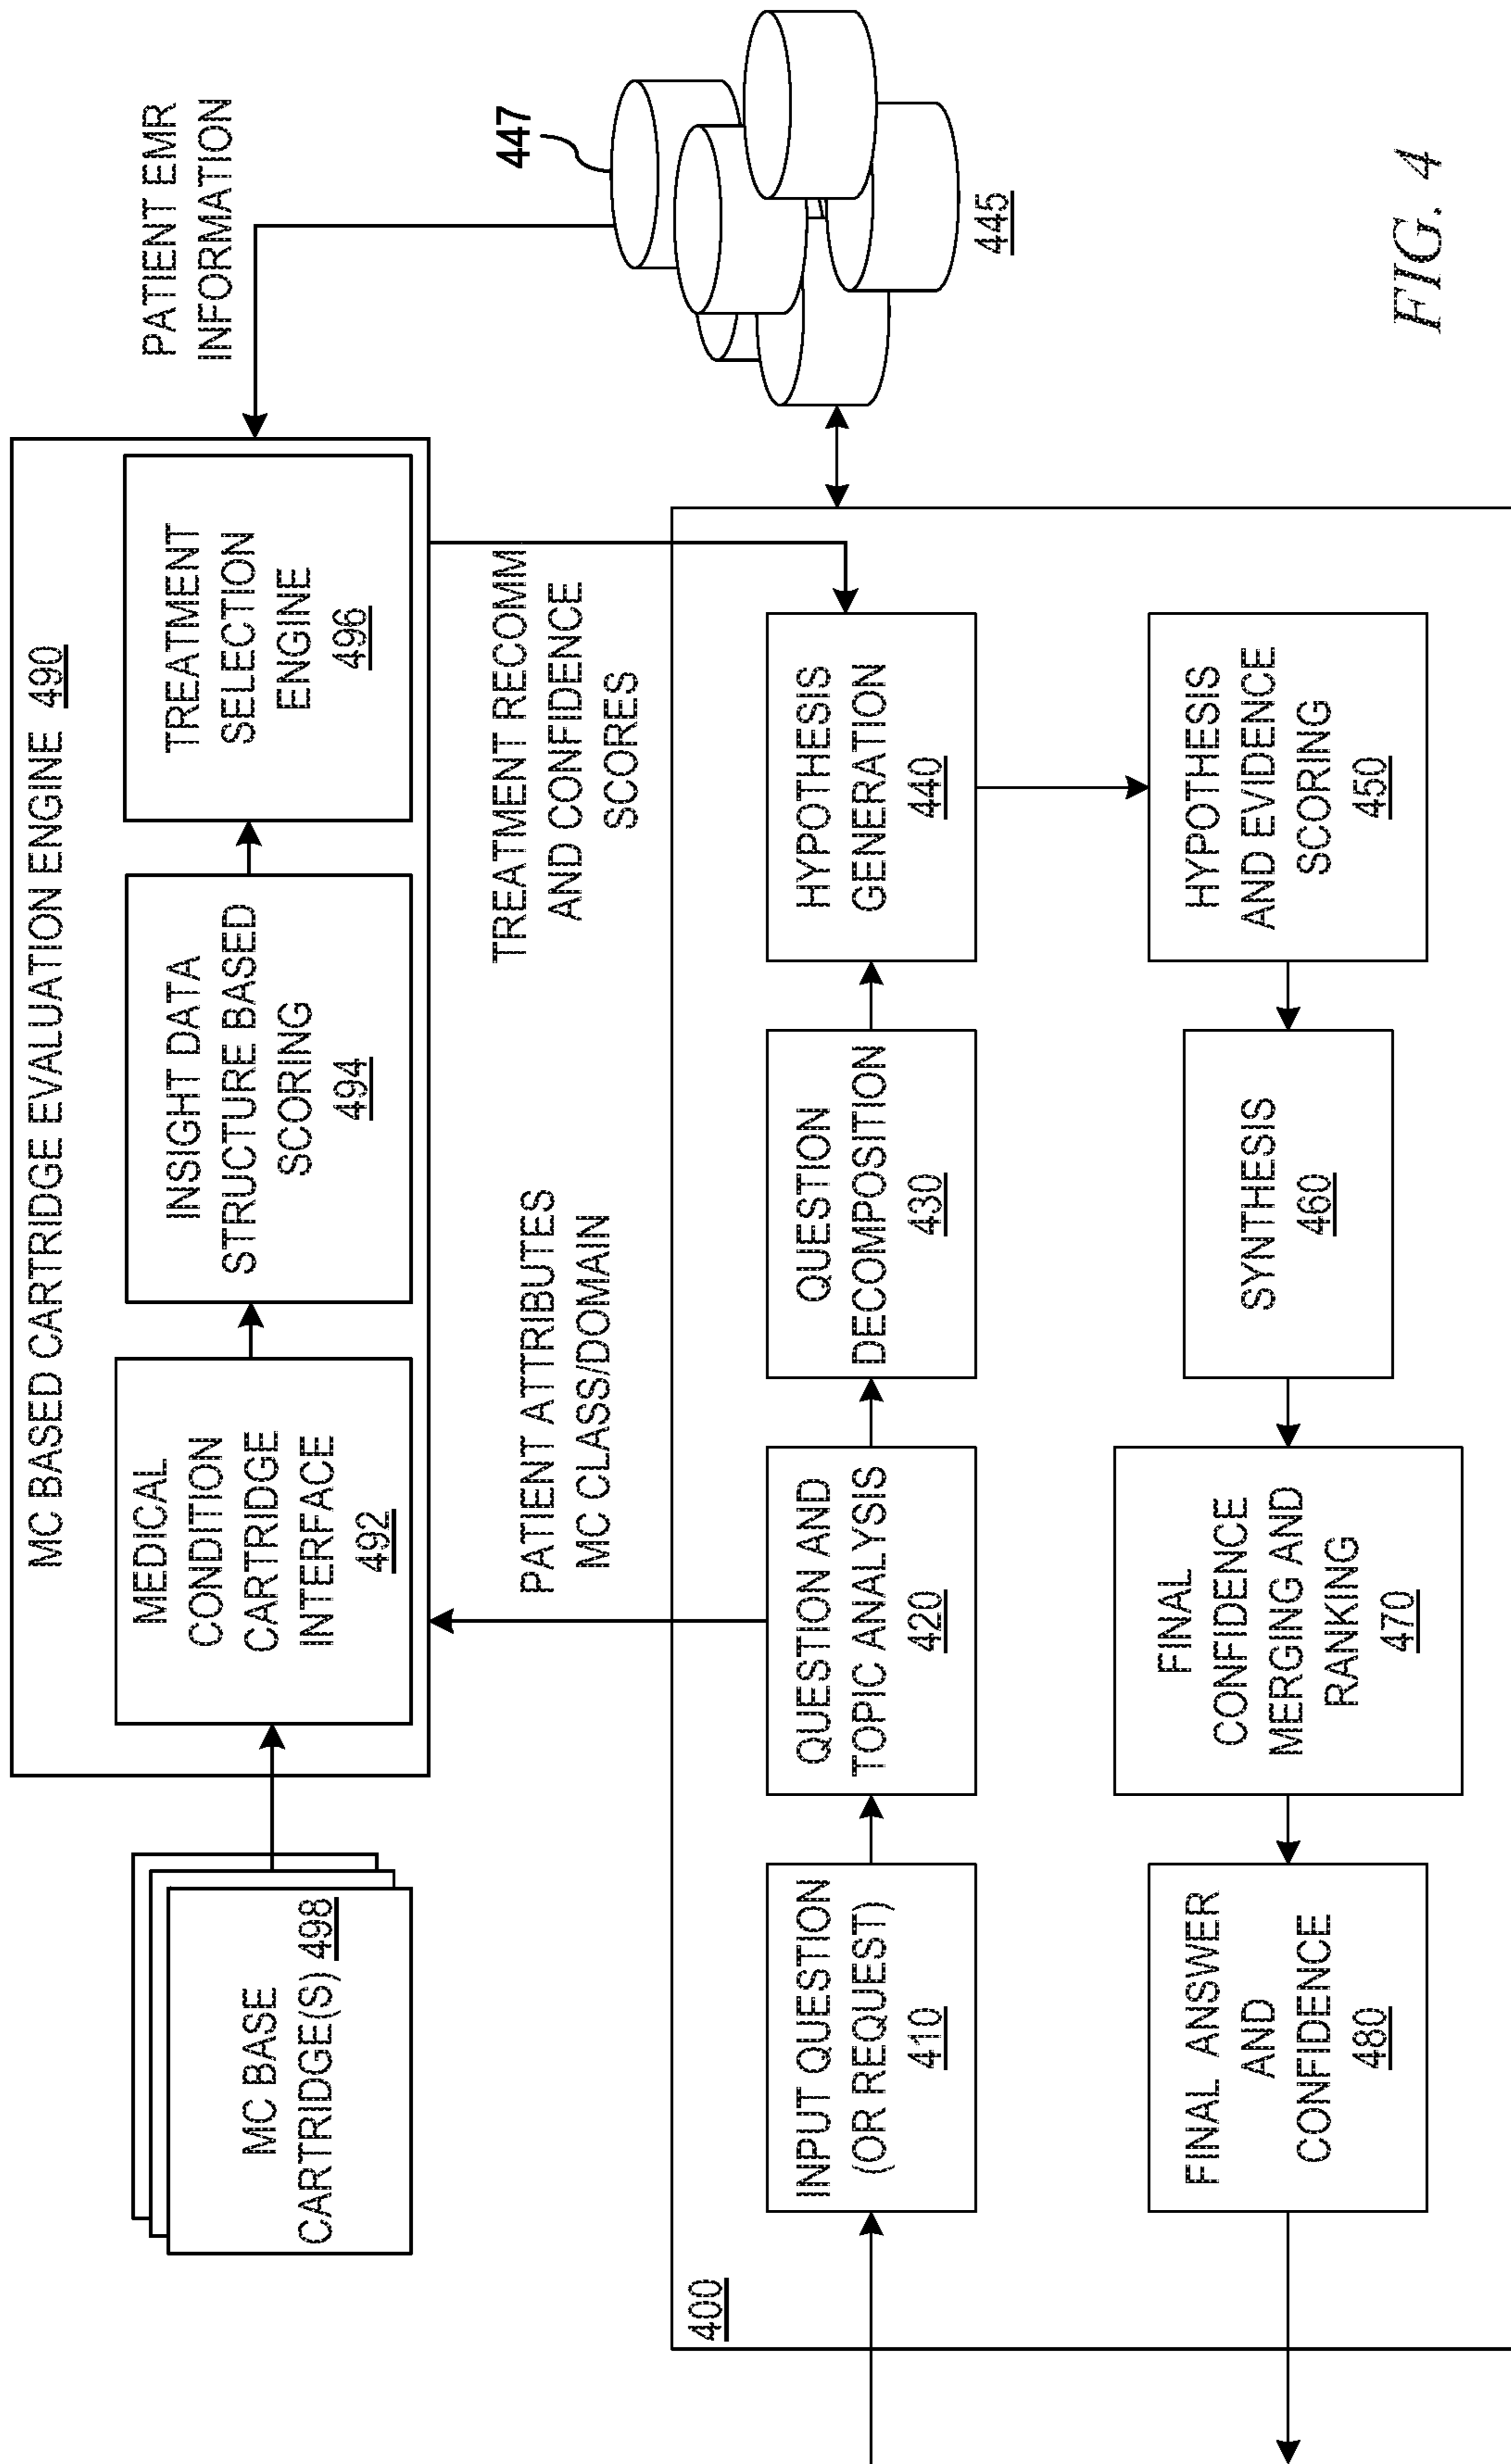 MC BASED CARTRIDGE EVALUATION ENGINE 490
MC BASE
CARTRIDGE(S) 498
MEDICAL
CONDITION
CARTRIDGE
INTERFACE
492
INSIGHT DATA
STRUCTURE BASED
SCORING
494
TREATMENT
SELECTION
ENGINE
496
PATIENT EMR
INFORMATION
PATIENT ATTRIBUTES
MC CLASS/DOMAIN
TREATMENT RECOMM
AND CONFIDENCE
SCORES
447
445
400
INPUT QUESTION
(OR REQUEST)
410
QUESTION AND
TOPIC ANALYSIS
420
QUESTION
DECOMPOSITION
430
HYPOTHESIS
GENERATION
440
FINAL ANSWER
AND
CONFIDENCE
480
FINAL
CONFIDENCE
MERGING AND
RANKING
470
SYNTHESIS
460
HYPOTHESIS
AND EVIDENCE
SCORING
450
FIG. 4